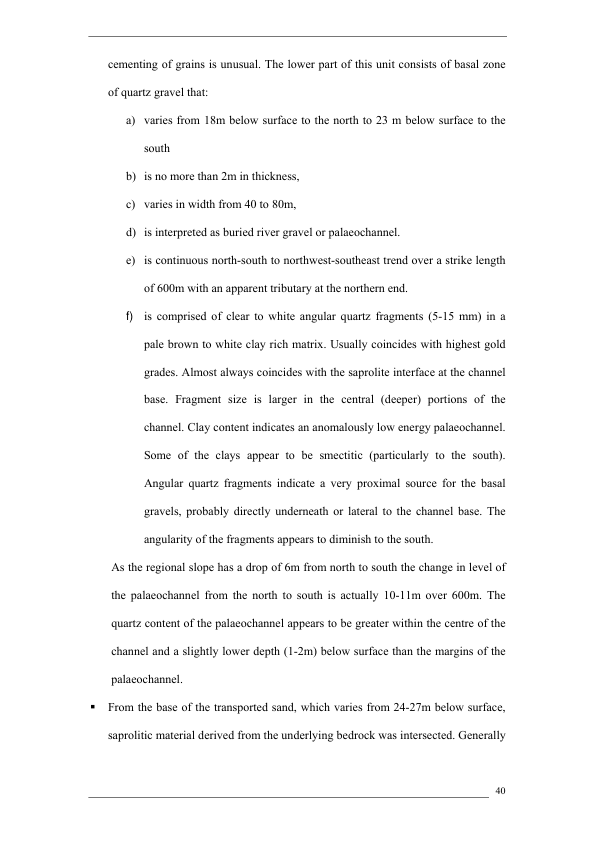 cementing of grains is unusual. The lower part of this unit consists of basal zone
of quartz gravel that:
a) varies from 18m below surface to the north to 23 m below surface to the
south
b) is no more than 2m in thickness,
c) varies in width from 40 to 80m,
d) is interpreted as buried river gravel or palaeochannel.
e) is continuous north-south to northwest-southeast trend over a strike length
of 600m with an apparent tributary at the northern end.
f) is comprised of clear to white angular quartz fragments (5-15 mm) in a
pale brown to white clay rich matrix. Usually coincides with highest gold
grades. Almost always coincides with the saprolite interface at the channel
base. Fragment size is larger in the central (deeper) portions of the
channel. Clay content indicates an anomalously low energy palaeochannel.
Some of the clays appear to be smectitic (particularly to the south).
Angular quartz fragments indicate a very proximal source for the basal
gravels, probably directly underneath or lateral to the channel base. The
angularity of the fragments appears to diminish to the south.
As the regional slope has a drop of 6m from north to south the change in level of
the palaeochannel from the north to south is actually 10-11m over 600m. The
quartz content of the palaeochannel appears to be greater within the centre of the
channel and a slightly lower depth (1-2m) below surface than the margins of the
palaeochannel.
▪ From the base of the transported sand, which varies from 24-27m below surface,
saprolitic material derived from the underlying bedrock was intersected. Generally
40